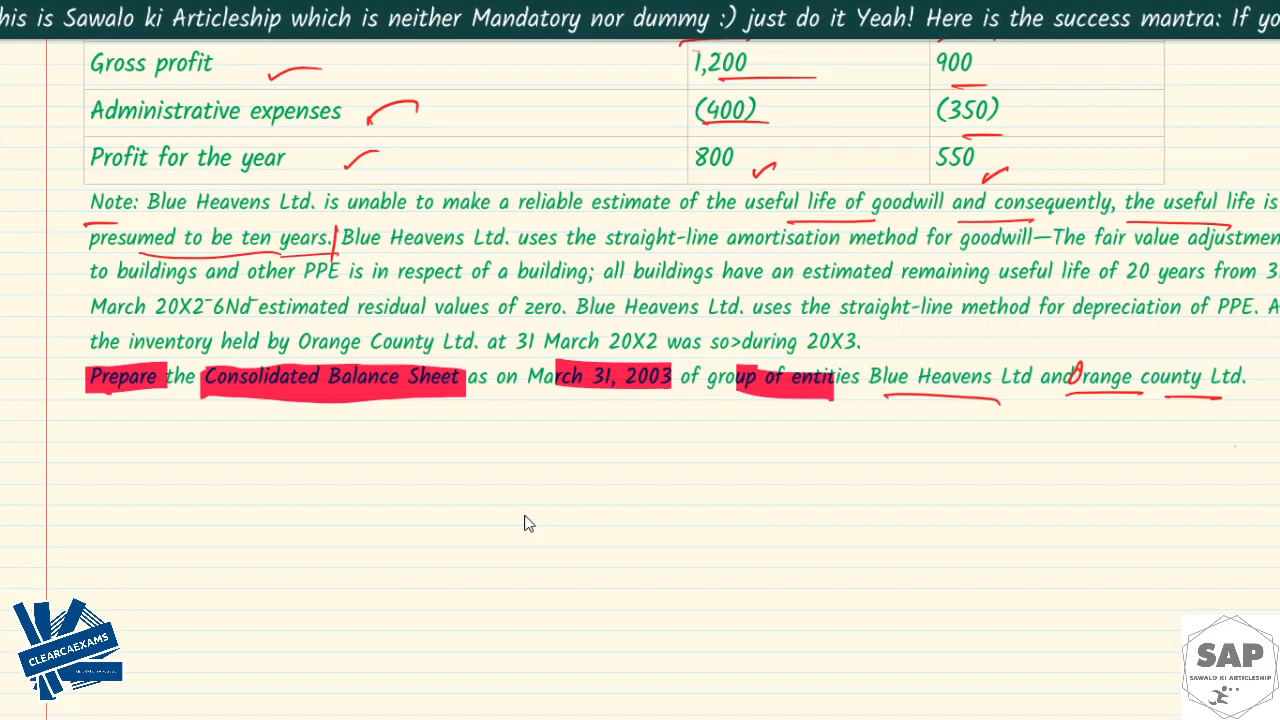 his is Sawalo ki Articleship which is neither Mandatory nor dummy :) just do it Yeah! Here is the success mantra: If yo
Gross profit 1,200 900
Administrative expenses (400) (350)
Profit for the year 800 550
Note: Blue Heavens Ltd. is unable to make a reliable estimate of the useful life of goodwill and consequently, the useful life is
presumed to be ten years. Blue Heavens Ltd. uses the straight-line amortisation method for goodwill—The fair value adjustmen
to buildings and other PPE is in respect of a building; all buildings have an estimated remaining useful life of 20 years from 3
March 20X2¯6Nd¯estimated residual values of zero. Blue Heavens Ltd. uses the straight-line method for depreciation of PPE. A
the inventory held by Orange County Ltd. at 31 March 20X2 was so>during 20X3.
Prepare the Consolidated Balance Sheet as on March 31, 2003 of group of entities Blue Heavens Ltd and Orange county Ltd.
CLEARCAEXAMS
SAP
SAWALO KI ARTICLESHIP